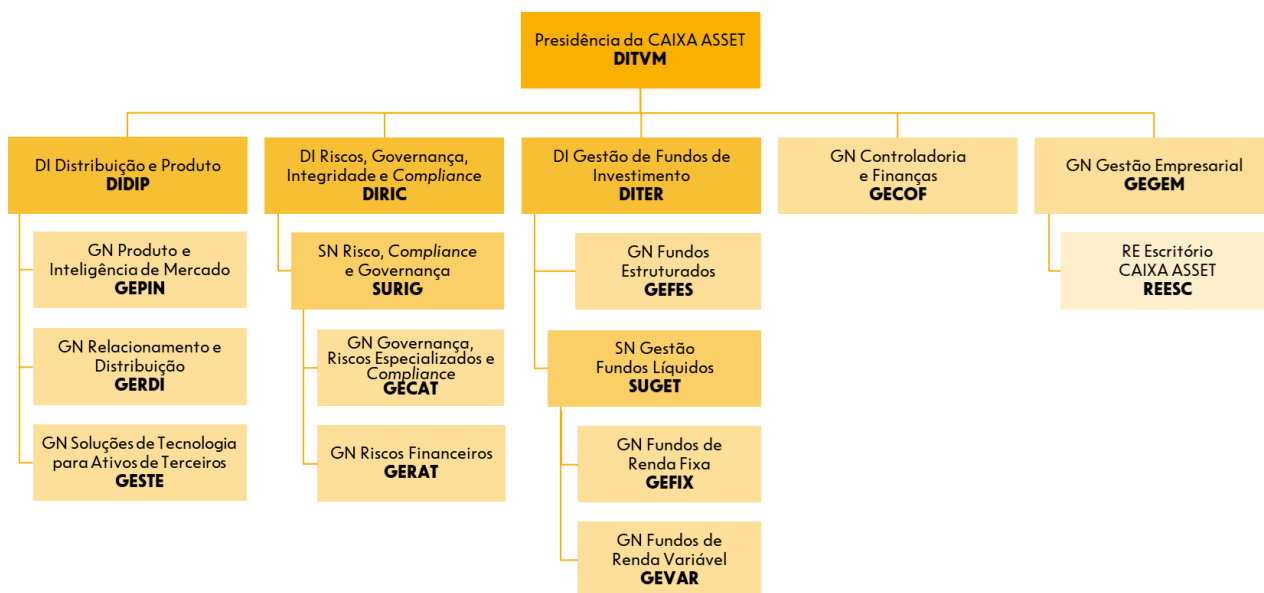 Presidência da CAIXA ASSET
DITVM
DI Distribuição e Produto
DIDIP
GN Produto e
Inteligência de Mercado
GEPIN
GN Relacionamento e
Distribuição
GERDI
GN Soluções de Tecnologia
para Ativos de Terceiros
GESTE
DI Riscos, Governança,
Integridade e Compliance
DIRIC
SN Risco, Compliance
e Governança
SURIG
GN Governança,
Riscos Especializados e
Compliance
GECAT
GN Riscos Financeiros
GERAT
DI Gestão de Fundos de
Investimento
DITER
GN Fundos
Estruturados
GEFES
SN Gestão
Fundos Líquidos
SUGET
GN Fundos de
Renda Fixa
GEFIX
GN Fundos de
Renda Variável
GEVAR
GN Controladoria
e Finanças
GECOF
GN Gestão Empresarial
GEGEM
RE Escritório
CAIXA ASSET
REESC